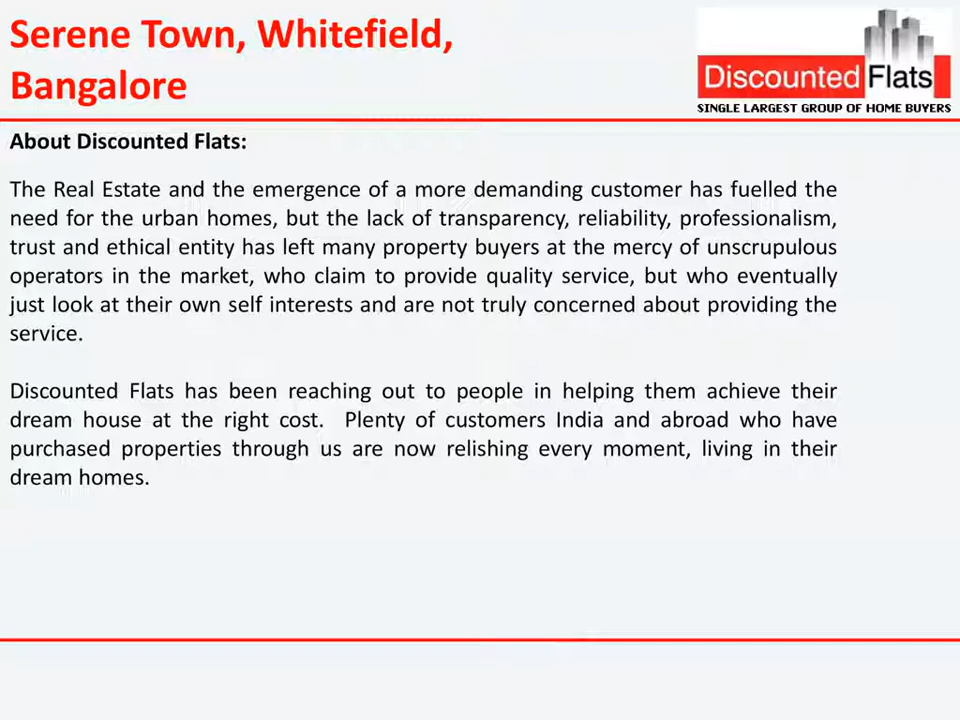 Serene Town, Whitefield,
Bangalore
Discounted Flats
SINGLE LARGEST GROUP OF HOME BUYERS
About Discounted Flats:
The Real Estate and the emergence of a more demanding customer has fuelled the
need for the urban homes, but the lack of transparency, reliability, professionalism,
trust and ethical entity has left many property buyers at the mercy of unscrupulous
operators in the market, who claim to provide quality service, but who eventually
just look at their own self interests and are not truly concerned about providing the
service.
Discounted Flats has been reaching out to people in helping them achieve their
dream house at the right cost. Plenty of customers India and abroad who have
purchased properties through us are now relishing every moment, living in their
dream homes.